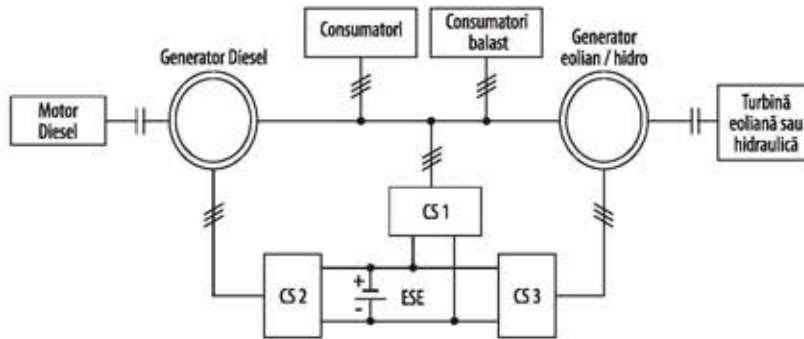 Consumatori
Consumatori
balast
Generator Diesel
Generator
eolian / hidro
Motor
Diesel
Turbină
eoliană sau
hidraulică
CS 1
CS 2
+
-
ESE
CS 3